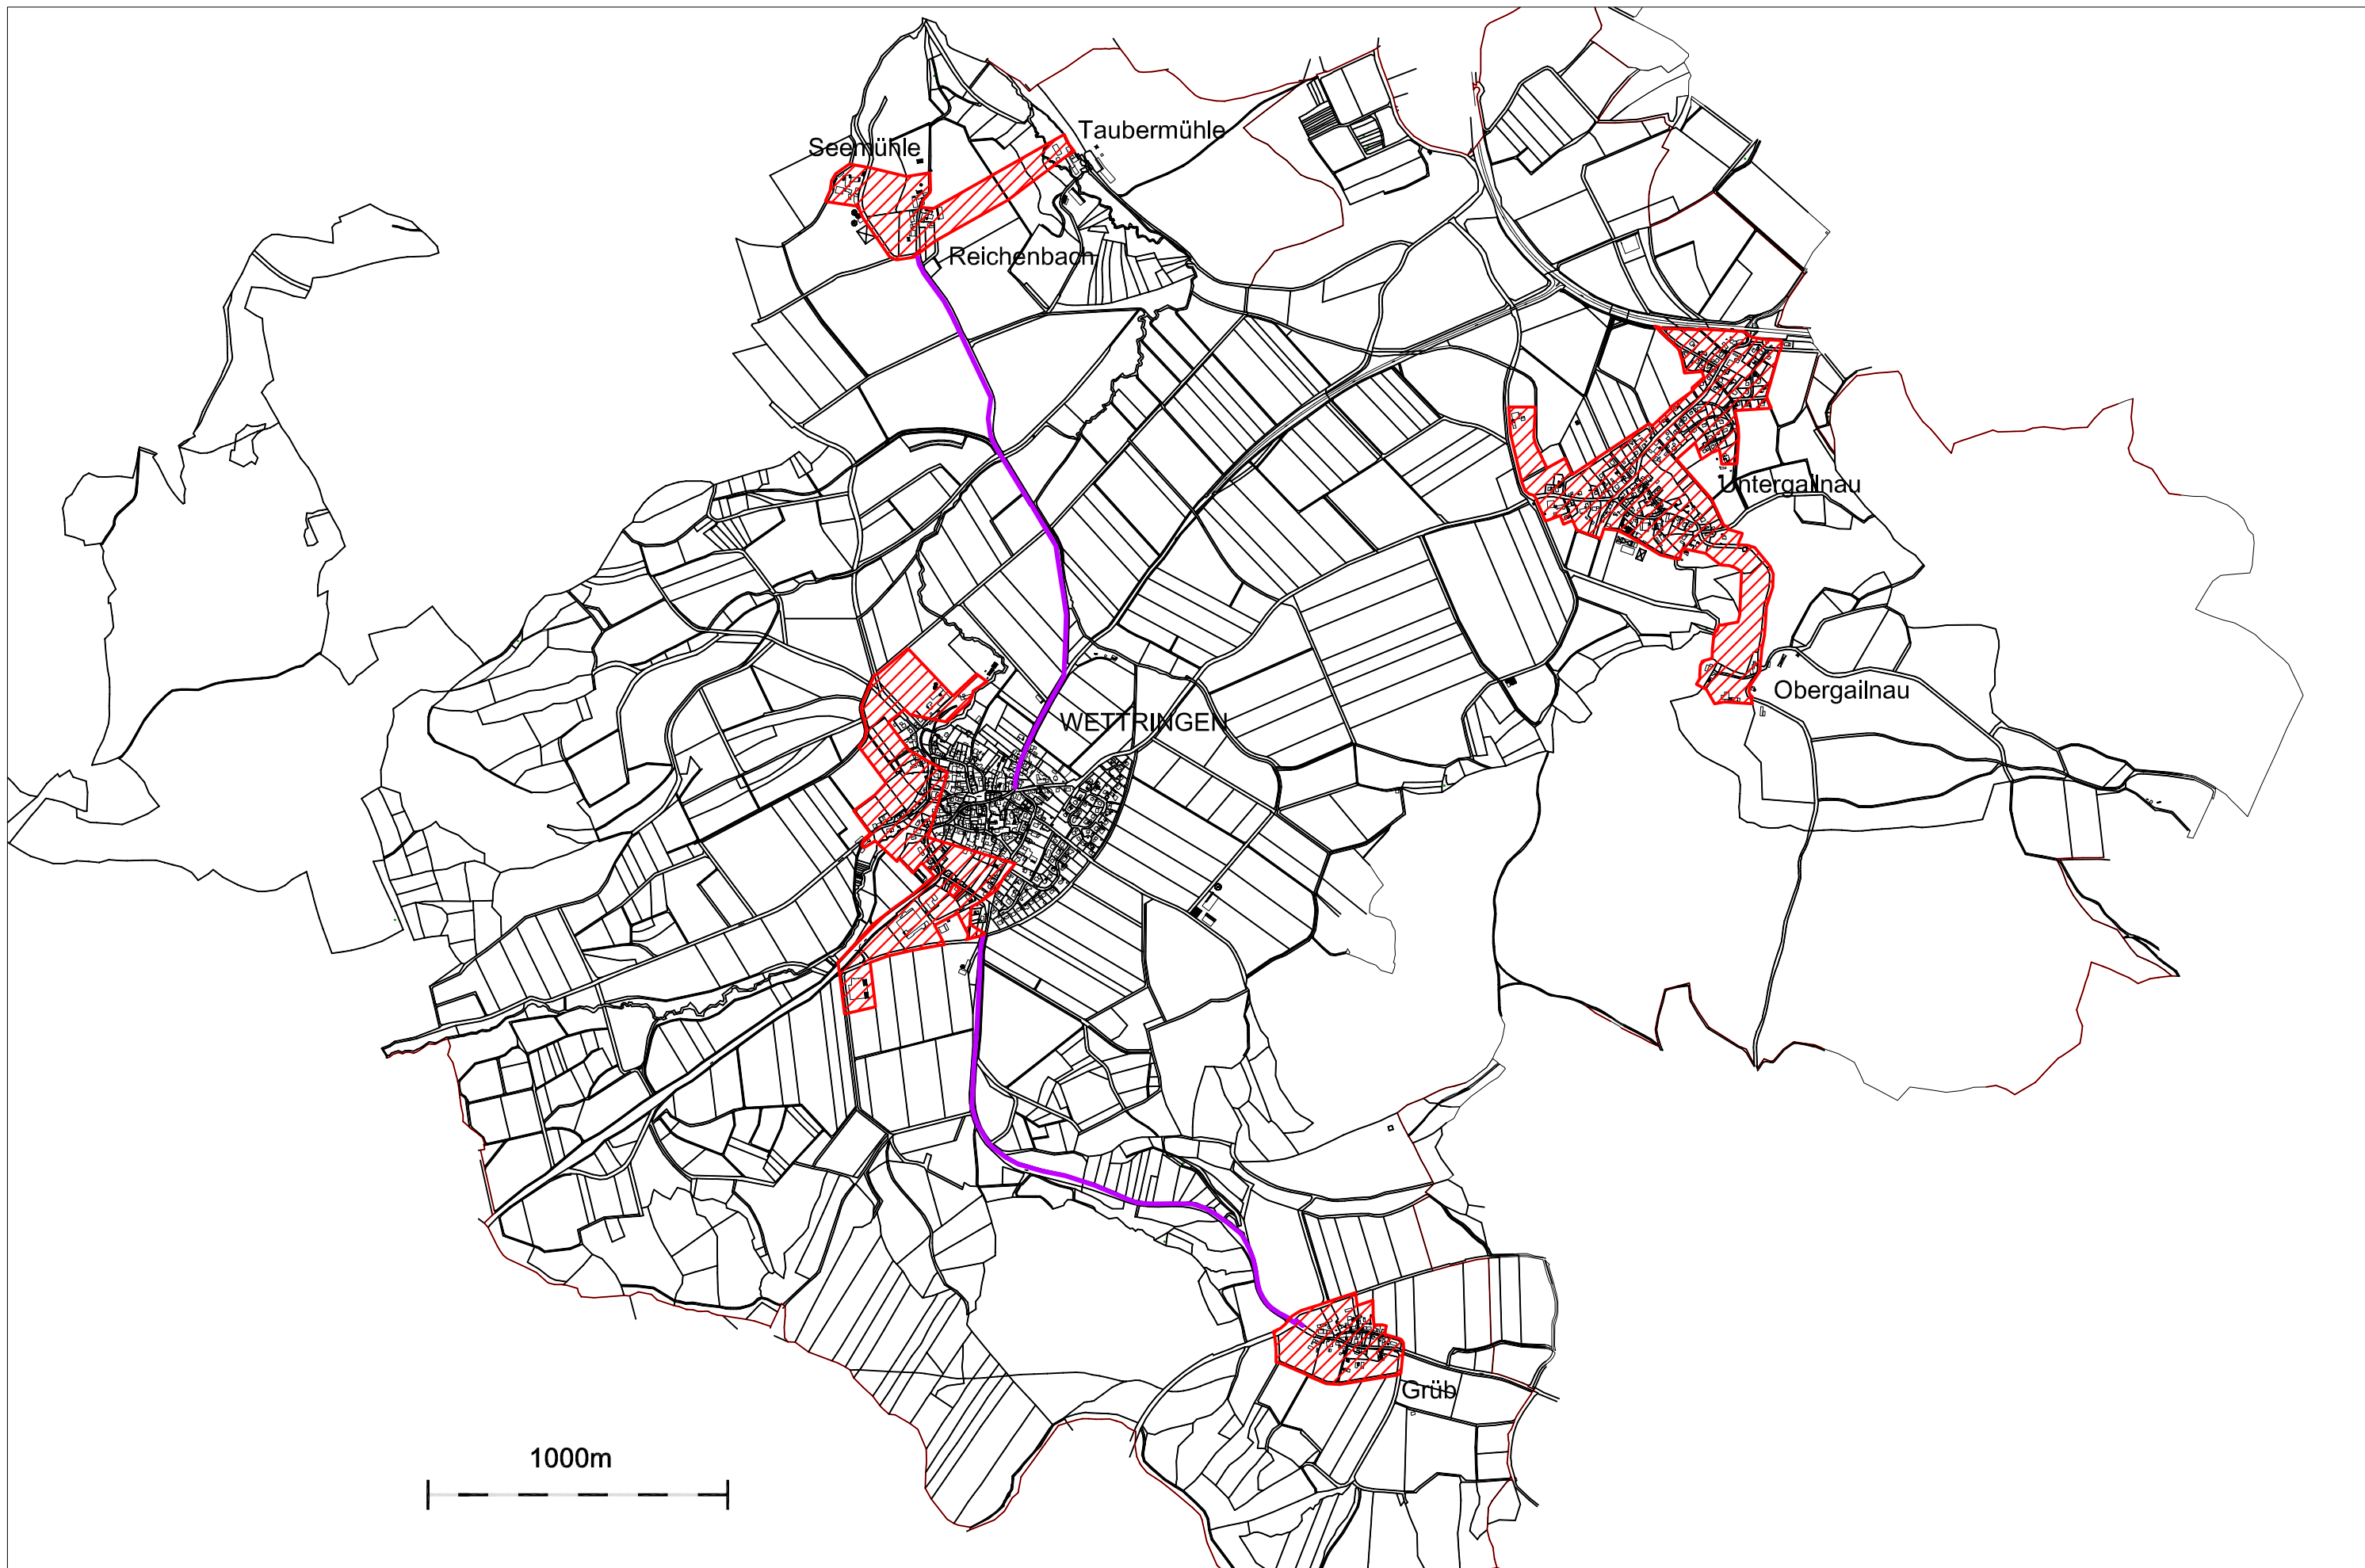 Taubermühle
Seemühle
Reichenbach
Untergailnau
Obergailnau
WETTRINGEN
Grüb
1000m